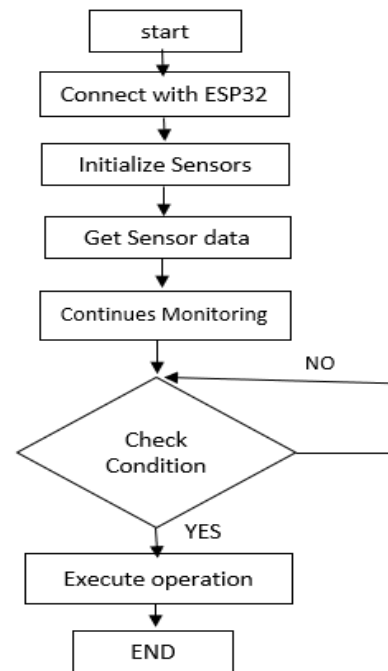 start
Connect with ESP32
Initialize Sensors
Get Sensor data
Continues Monitoring
NO
Check
Condition
YES
Execute operation
END